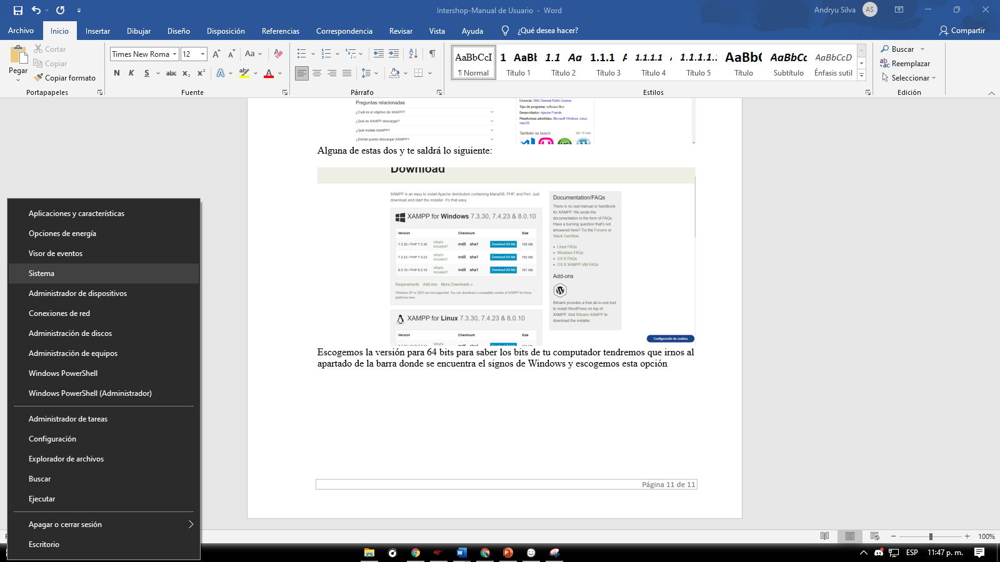 Intershop-Manual de Usuario - Word
Andryu Silva
AS
Archivo Inicio Insertar Dibujar Diseño Disposición Referencias Correspondencia Revisar Vista Ayuda ¿Qué desea hacer? Compartir
Pegar
Cortar
Copiar
Copiar formato
Portapapeles
Times New Roma 12
Fuente
Párrafo
AaBbCcI 1 AaBb 1.1 Aa 1.1.1 A 1.1.1.1 1.1.1.1. AaBb AaBbCc AaBbCcD
¶ Normal Título 1 Título 2 Título 3 Título 4 Título 5 Título Subtítulo Énfasis sutil
Estilos
Buscar
Reemplazar
Seleccionar
Edición
Preguntas relacionadas
¿Cuál es el objetivo de XAMPP?
¿Qué es XAMPP descargar?
¿Qué instala XAMPP?
¿Dónde puedo descargar XAMPP?
Licencia: GNU General Public License
Tipo de programa: software libre
Desarrollador: Apache Friends
Plataformas admitidas: Microsoft Windows, Linux,
macOS
También se buscó Ver 10 más
Alguna de estas dos y te saldrá lo siguiente:
Download
XAMPP is an easy to install Apache distribution containing MariaDB, PHP, and Perl. Just
download and start the installer. It's that easy.
XAMPP for Windows 7.3.30, 7.4.23 & 8.0.10
Version Checksum Size
7.3.30 / PHP 7.3.30 What's Included? md5 sha1 Download (64 bit) 158 Mb
7.4.23 / PHP 7.4.23 What's Included? md5 sha1 Download (64 bit) 160 Mb
8.0.10 / PHP 8.0.10 What's Included? md5 sha1 Download (64 bit) 161 Mb
Requirements Add-ons More Downloads »
Windows XP or 2003 are not supported. You can download a compatible version of XAMPP for these
platforms here.
XAMPP for Linux 7.3.30, 7.4.23 & 8.0.10
Version Checksum Size
What's
Documentation/FAQs
There is no real manual or handbook
for XAMPP. We wrote the
documentation in the form of FAQs.
Have a burning question that's not
answered here? Try the Forums or
Stack Overflow.
Linux FAQs
Windows FAQs
OS X FAQs
OS X XAMPP-VM FAQs
Add-ons
Bitnami provides a free all-in-one tool
to install WordPress on top of
XAMPP. Visit Bitnami XAMPP to
download the installer.
Configuración de cookies
Escogemos la versión para 64 bits para saber los bits de tu computador tendremos que irnos al
apartado de la barra donde se encuentra el signos de Windows y escogemos esta opción
Página 11 de 11
Aplicaciones y características
Opciones de energía
Visor de eventos
Sistema
Administrador de dispositivos
Conexiones de red
Administración de discos
Administración de equipos
Windows PowerShell
Windows PowerShell (Administrador)
Administrador de tareas
Configuración
Explorador de archivos
Buscar
Ejecutar
Apagar o cerrar sesión
Escritorio
100%
ESP 11:47 p. m.